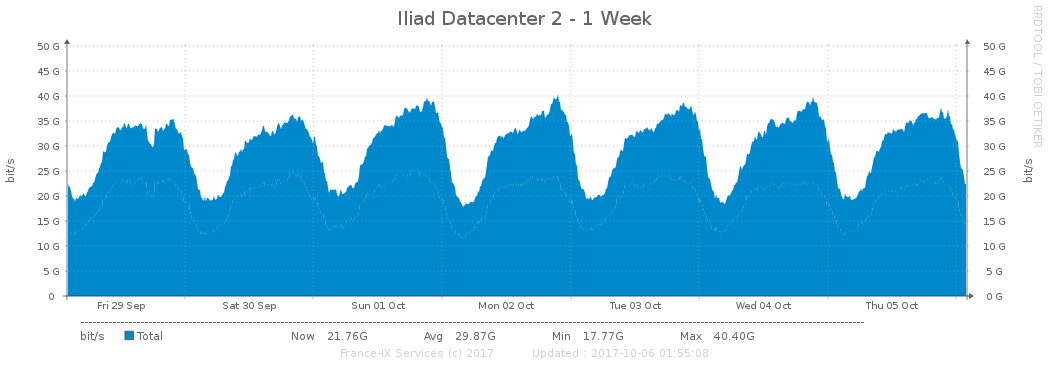 Iliad Datacenter 2 - 1 Week
RRDTOOL / TOBI OETIKER
bit/s
50 G 50 G
45 G 45 G
40 G 40 G
35 G 35 G
30 G 30 G
25 G 25 G
20 G 20 G
15 G 15 G
10 G 10 G
5 G 5 G
0 0 G
bit/s
Fri 29 Sep Sat 30 Sep Sun 01 Oct Mon 02 Oct Tue 03 Oct Wed 04 Oct Thu 05 Oct
bit/s Total Now 21.76G Avg 29.87G Min 17.77G Max 40.40G
France-IX Services (c) 2017 Updated : 2017-10-06 01:55:08